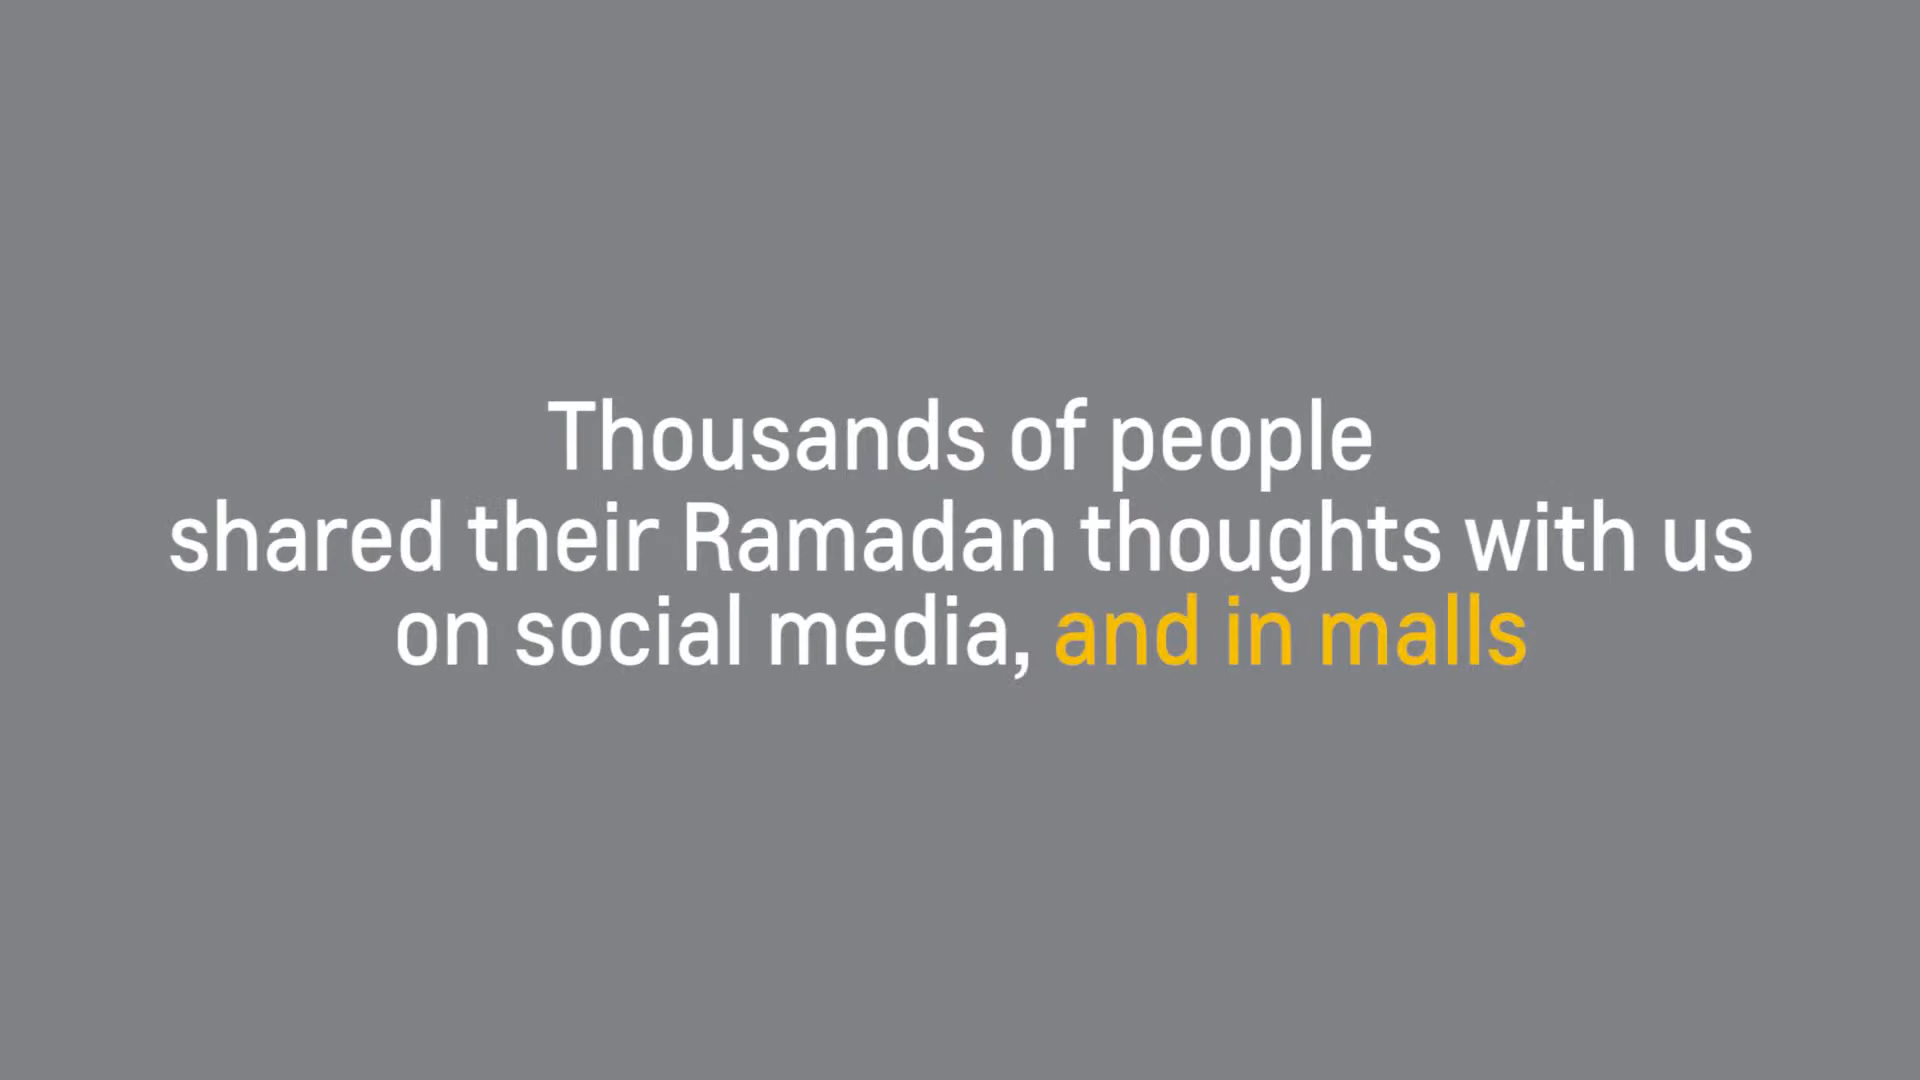 Thousands of people
shared their Ramadan thoughts with us
on social media, and in malls